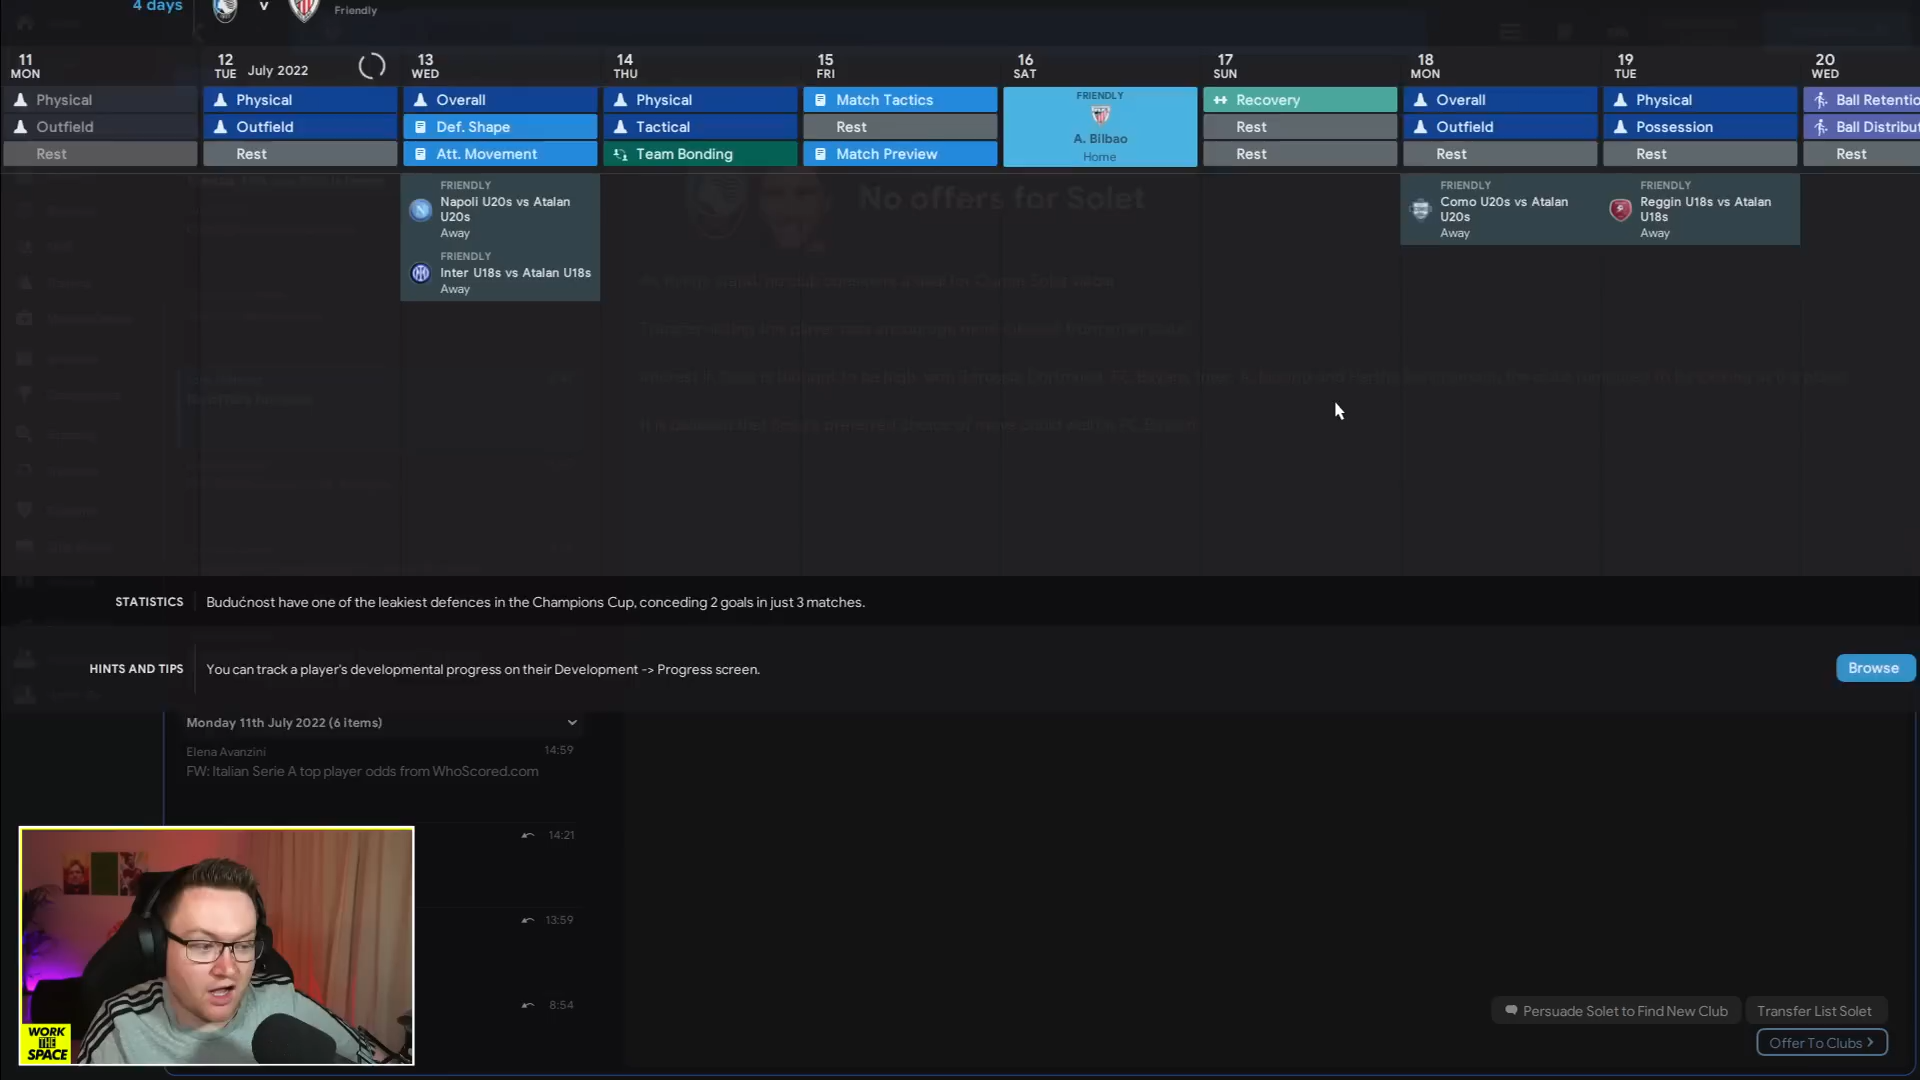 4 days
v
Friendly
11
MON
12
TUE July 2022
13
WED
14
THU
15
FRI
16
SAT
17
SUN
18
MON
19
TUE
20
WED
Physical
Outfield
Rest
Physical
Outfield
Rest
Overall
Def. Shape
Att. Movement
Physical
Tactical
Team Bonding
Match Tactics
Rest
Match Preview
FRIENDLY
A. Bilbao
Home
Recovery
Rest
Rest
Overall
Outfield
Rest
Physical
Possession
Rest
Ball Retentio
Ball Distribut
Rest
FRIENDLY
Napoli U20s vs Atalan
U20s
Away
FRIENDLY
Inter U18s vs Atalan U18s
Away
FRIENDLY
Como U20s vs Atalan
U20s
Away
FRIENDLY
Reggin U18s vs Atalan
U18s
Away
No offers for Solet
STATISTICS
Budućnost have one of the leakiest defences in the Champions Cup, conceding 2 goals in just 3 matches.
HINTS AND TIPS
You can track a player's developmental progress on their Development -> Progress screen.
Browse
Monday 11th July 2022 (6 items)
Elena Avanzini
14:59
FW: Italian Serie A top player odds from WhoScored.com
14:21
13:59
8:54
Persuade Solet to Find New Club
Transfer List Solet
Offer To Clubs >
WORK
THE
SPACE